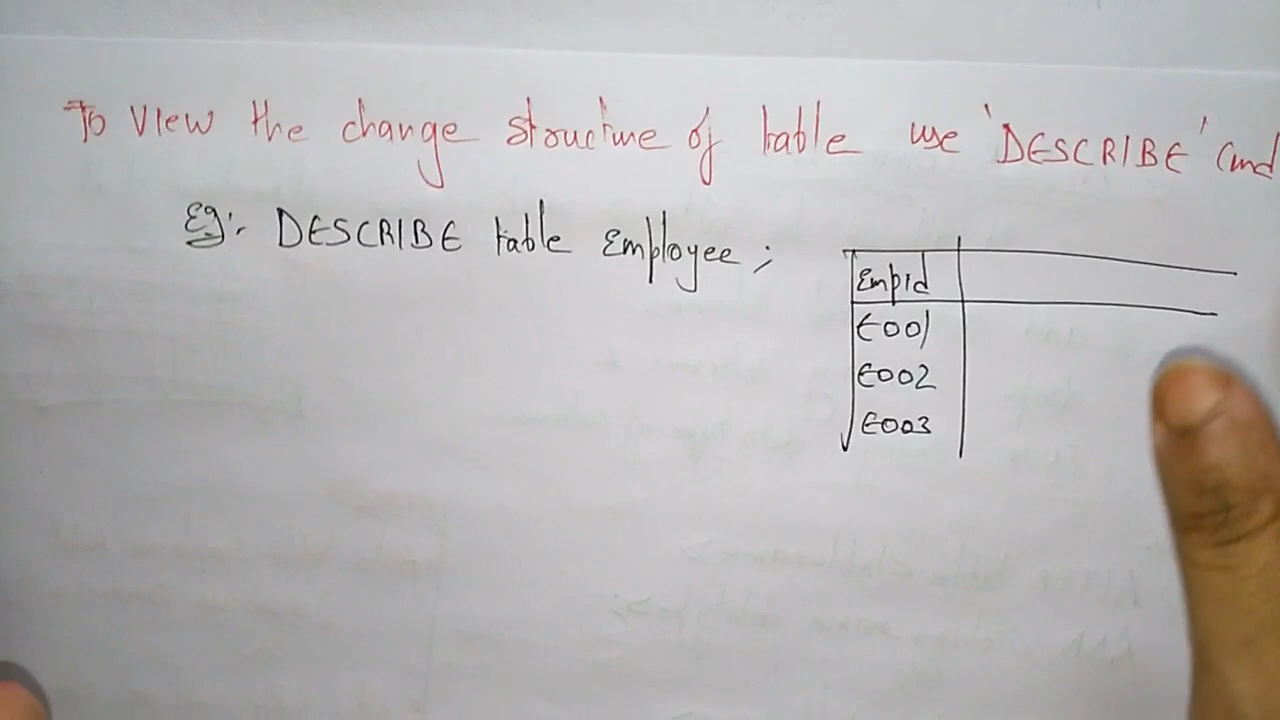 To View the change structure of table use 'DESCRIBE' cmd
Eg:- DESCRIBE table Employee;
Empid
E001
E002
E003